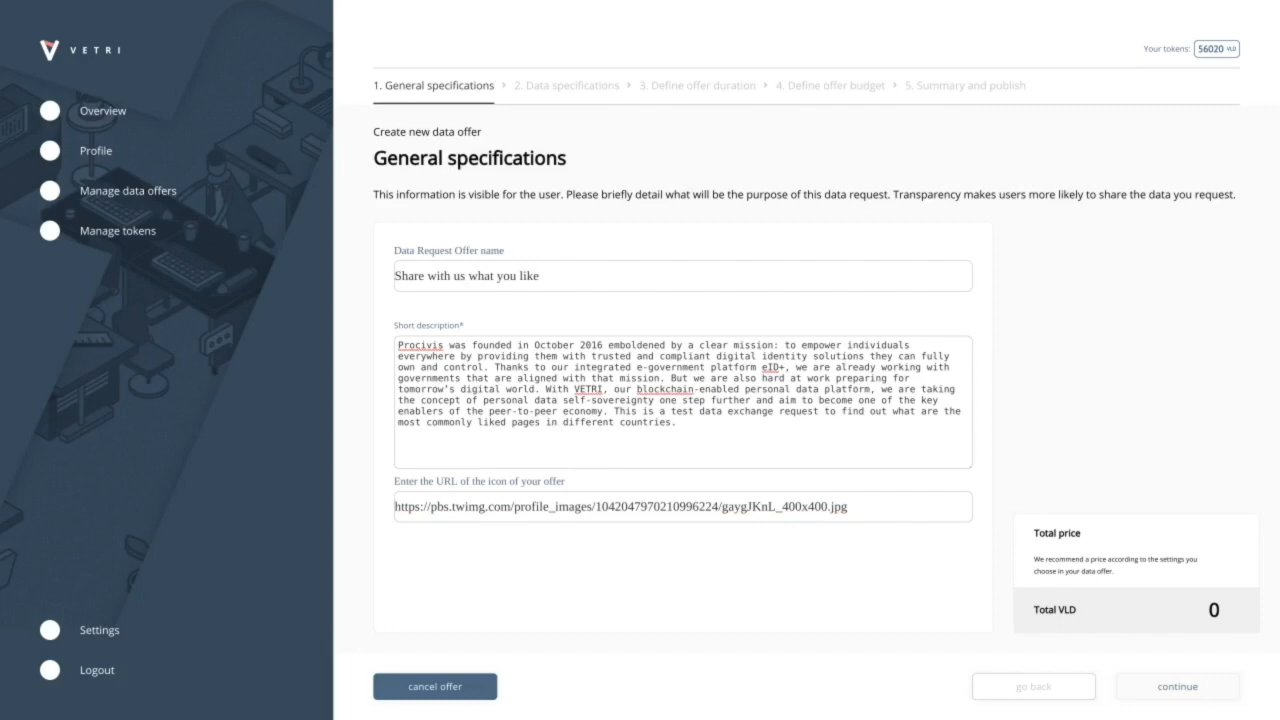 VETRI
Overview
Profile
Manage data offers
Manage tokens
Settings
Logout
Your tokens: 56020 VLD
1. General specifications > 2. Data specifications > 3. Define offer duration > 4. Define offer budget > 5. Summary and publish
Create new data offer
General specifications
This information is visible for the user. Please briefly detail what will be the purpose of this data request. Transparency makes users more likely to share the data you request.
Data Request Offer name
Share with us what you like
Short description*
Procivis was founded in October 2016 emboldened by a clear mission: to empower individuals
everywhere by providing them with trusted and compliant digital identity solutions they can fully
own and control. Thanks to our integrated e-government platform eID+, we are already working with
governments that are aligned with that mission. But we are also hard at work preparing for
tomorrow's digital world. With VETRI, our blockchain-enabled personal data platform, we are taking
the concept of personal data self-sovereignty one step further and aim to become one of the key
enablers of the peer-to-peer economy. This is a test data exchange request to find out what are the
most commonly liked pages in different countries.
Enter the URL of the icon of your offer
https://pbs.twimg.com/profile_images/1042047970210996224/gaygJKnL_400x400.jpg
Total price
We recommend a price according to the settings you
choose in your data offer.
Total VLD 0
cancel offer
go back
continue